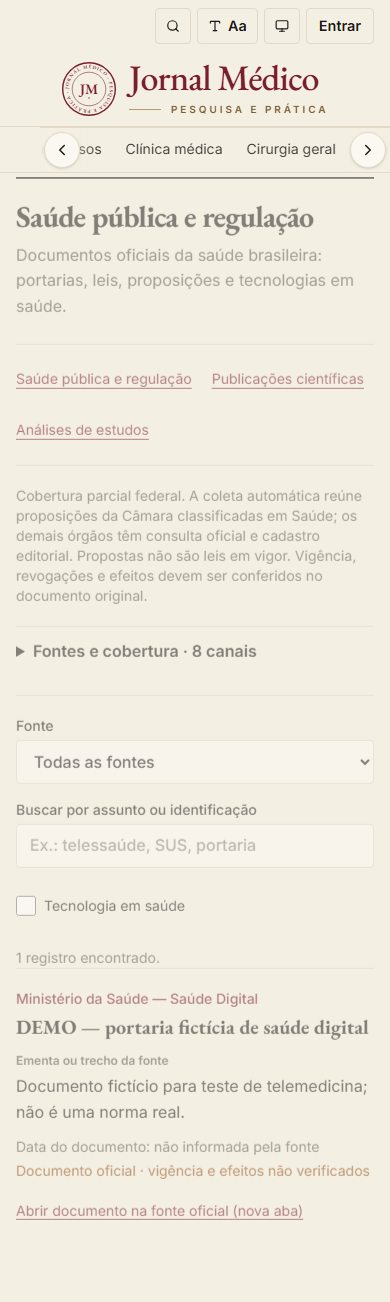 Aa
Entrar
JM
Jornal Médico
PESQUISA E PRÁTICA
sos
Clínica médica
Cirurgia geral
Saúde pública e regulação
Documentos oficiais da saúde brasileira:
portarias, leis, proposições e tecnologias em
saúde.
Saúde pública e regulação
Publicações científicas
Análises de estudos
Cobertura parcial federal. A coleta automática reúne
proposições da Câmara classificadas em Saúde; os
demais órgãos têm consulta oficial e cadastro
editorial. Propostas não são leis em vigor. Vigência,
revogações e efeitos devem ser conferidos no
documento original.
Fontes e cobertura · 8 canais
Fonte
Todas as fontes
Buscar por assunto ou identificação
Ex.: telessaúde, SUS, portaria
Tecnologia em saúde
1 registro encontrado.
Ministério da Saúde — Saúde Digital
DEMO — portaria fictícia de saúde digital
Ementa ou trecho da fonte
Documento fictício para teste de telemedicina;
não é uma norma real.
Data do documento: não informada pela fonte
Documento oficial · vigência e efeitos não verificados
Abrir documento na fonte oficial (nova aba)